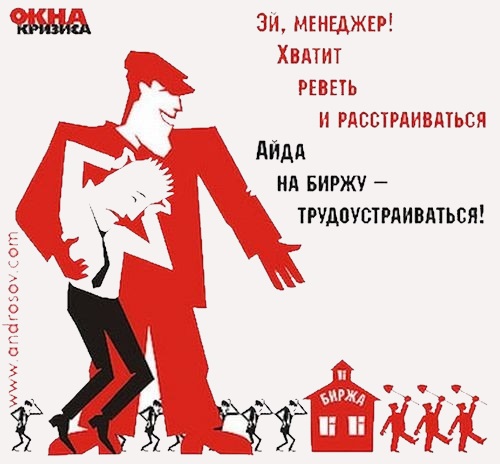 ОКНА
КРИЗИСА
Эй, менеджер!
Хватит
реветь
и расстраиваться
Айда
на биржу –
трудоустраиваться!
www.androsov.com
БИРЖА